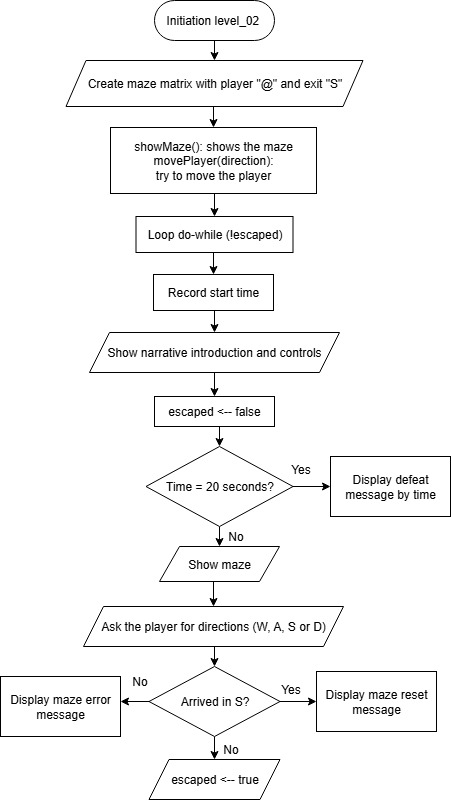 Initiation level_02
Create maze matrix with player "@" and exit "S"
showMaze(): shows the maze
movePlayer(direction):
try to move the player
Loop do-while (!escaped)
Record start time
Show narrative introduction and controls
escaped <-- false
Time = 20 seconds?
Yes
Display defeat
message by time
No
Show maze
Ask the player for directions (W, A, S or D)
No
Display maze error
message
Arrived in S?
Yes
Display maze reset
message
No
escaped <-- true